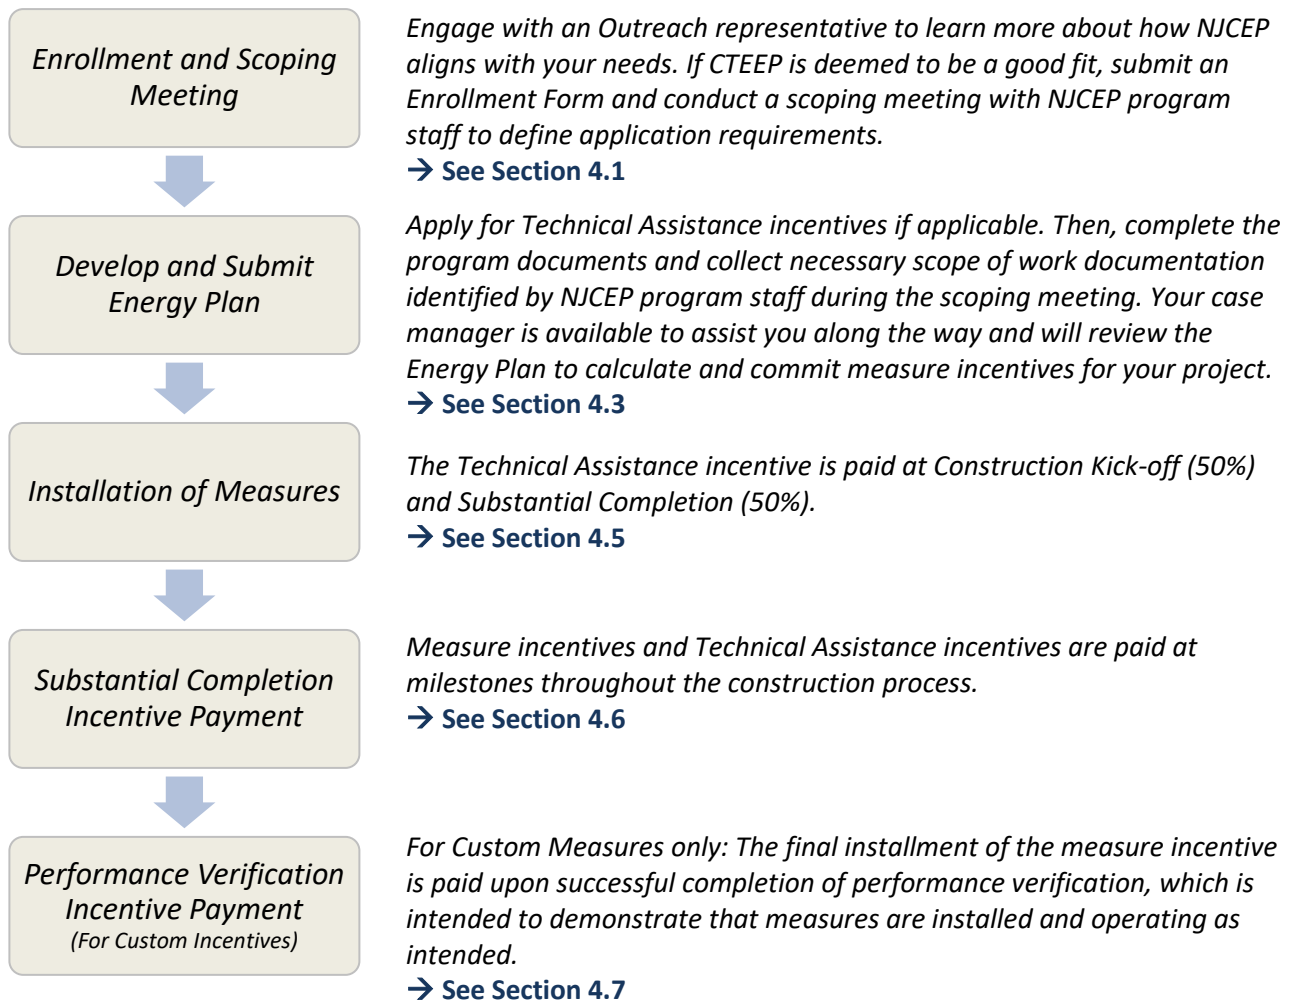 Enrollment and Scoping
Meeting
Engage with an Outreach representative to learn more about how NJCEP
aligns with your needs. If CTEEP is deemed to be a good fit, submit an
Enrollment Form and conduct a scoping meeting with NJCEP program
staff to define application requirements.
→ See Section 4.1
Develop and Submit
Energy Plan
Apply for Technical Assistance incentives if applicable. Then, complete the
program documents and collect necessary scope of work documentation
identified by NJCEP program staff during the scoping meeting. Your case
manager is available to assist you along the way and will review the
Energy Plan to calculate and commit measure incentives for your project.
→ See Section 4.3
Installation of Measures
The Technical Assistance incentive is paid at Construction Kick-off (50%)
and Substantial Completion (50%).
→ See Section 4.5
Substantial Completion
Incentive Payment
Measure incentives and Technical Assistance incentives are paid at
milestones throughout the construction process.
→ See Section 4.6
Performance Verification
Incentive Payment
(For Custom Incentives)
For Custom Measures only: The final installment of the measure incentive
is paid upon successful completion of performance verification, which is
intended to demonstrate that measures are installed and operating as
intended.
→ See Section 4.7